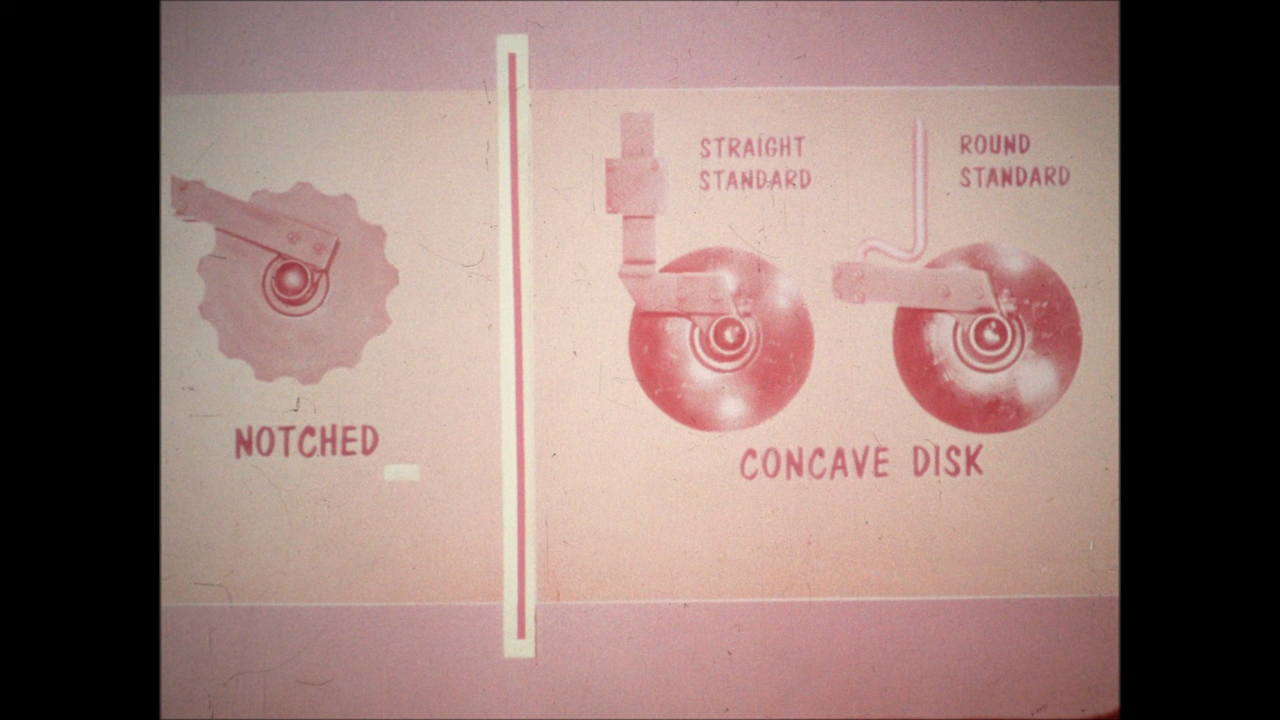 NOTCHED
STRAIGHT
STANDARD
ROUND
STANDARD
CONCAVE DISK